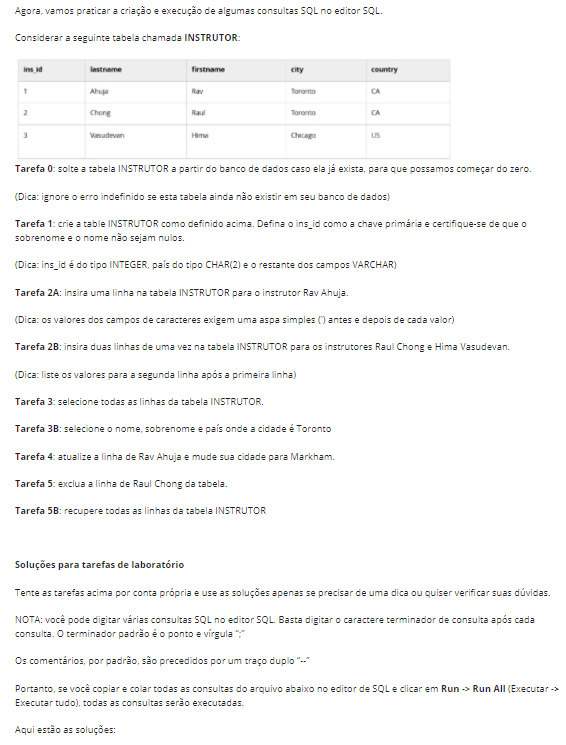 Agora, vamos praticar a criação e execução de algumas consultas SQL no editor SQL.
Considerar a seguinte tabela chamada INSTRUTOR:
ins_id lastname firstname city country
1 Ahuja Rav Toronto CA
2 Chong Raul Toronto CA
3 Vasudevan Hima Chicago US
Tarefa 0: solte a tabela INSTRUTOR a partir do banco de dados caso ela já exista, para que possamos começar do zero.
(Dica: ignore o erro indefinido se esta tabela ainda não existir em seu banco de dados)
Tarefa 1: crie a table INSTRUTOR como definido acima. Defina o ins_id como a chave primária e certifique-se de que o
sobrenome e o nome não sejam nulos.
(Dica: ins_id é do tipo INTEGER, país do tipo CHAR(2) e o restante dos campos VARCHAR)
Tarefa 2A: insira uma linha na tabela INSTRUTOR para o instrutor Rav Ahuja.
(Dica: os valores dos campos de caracteres exigem uma aspa simples (') antes e depois de cada valor)
Tarefa 2B: insira duas linhas de uma vez na tabela INSTRUTOR para os instrutores Raul Chong e Hima Vasudevan.
(Dica: liste os valores para a segunda linha após a primeira linha)
Tarefa 3: selecione todas as linhas da tabela INSTRUTOR.
Tarefa 3B: selecione o nome, sobrenome e país onde a cidade é Toronto
Tarefa 4: atualize a linha de Rav Ahuja e mude sua cidade para Markham.
Tarefa 5: exclua a linha de Raul Chong da tabela.
Tarefa 5B: recupere todas as linhas da tabela INSTRUTOR
Soluções para tarefas de laboratório
Tente as tarefas acima por conta própria e use as soluções apenas se precisar de uma dica ou quiser verificar suas dúvidas.
NOTA: você pode digitar várias consultas SQL no editor SQL. Basta digitar o caractere terminador de consulta após cada
consulta. O terminador padrão é o ponto e vírgula ";"
Os comentários, por padrão, são precedidos por um traço duplo "--"
Portanto, se você copiar e colar todas as consultas do arquivo abaixo no editor de SQL e clicar em Run -> Run All (Executar ->
Executar tudo), todas as consultas serão executadas.
Aqui estão as soluções: